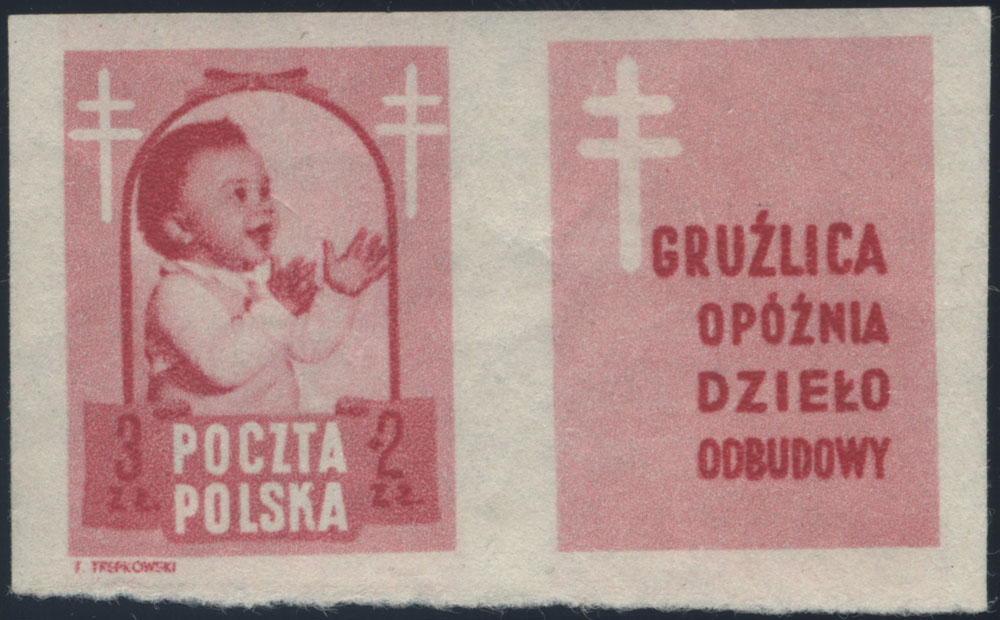 3 ZŁ
POCZTA
POLSKA
2 ZŁ
T. TREPKOWSKI
GRUŹLICA
OPÓŹNIA
DZIEŁO
ODBUDOWY